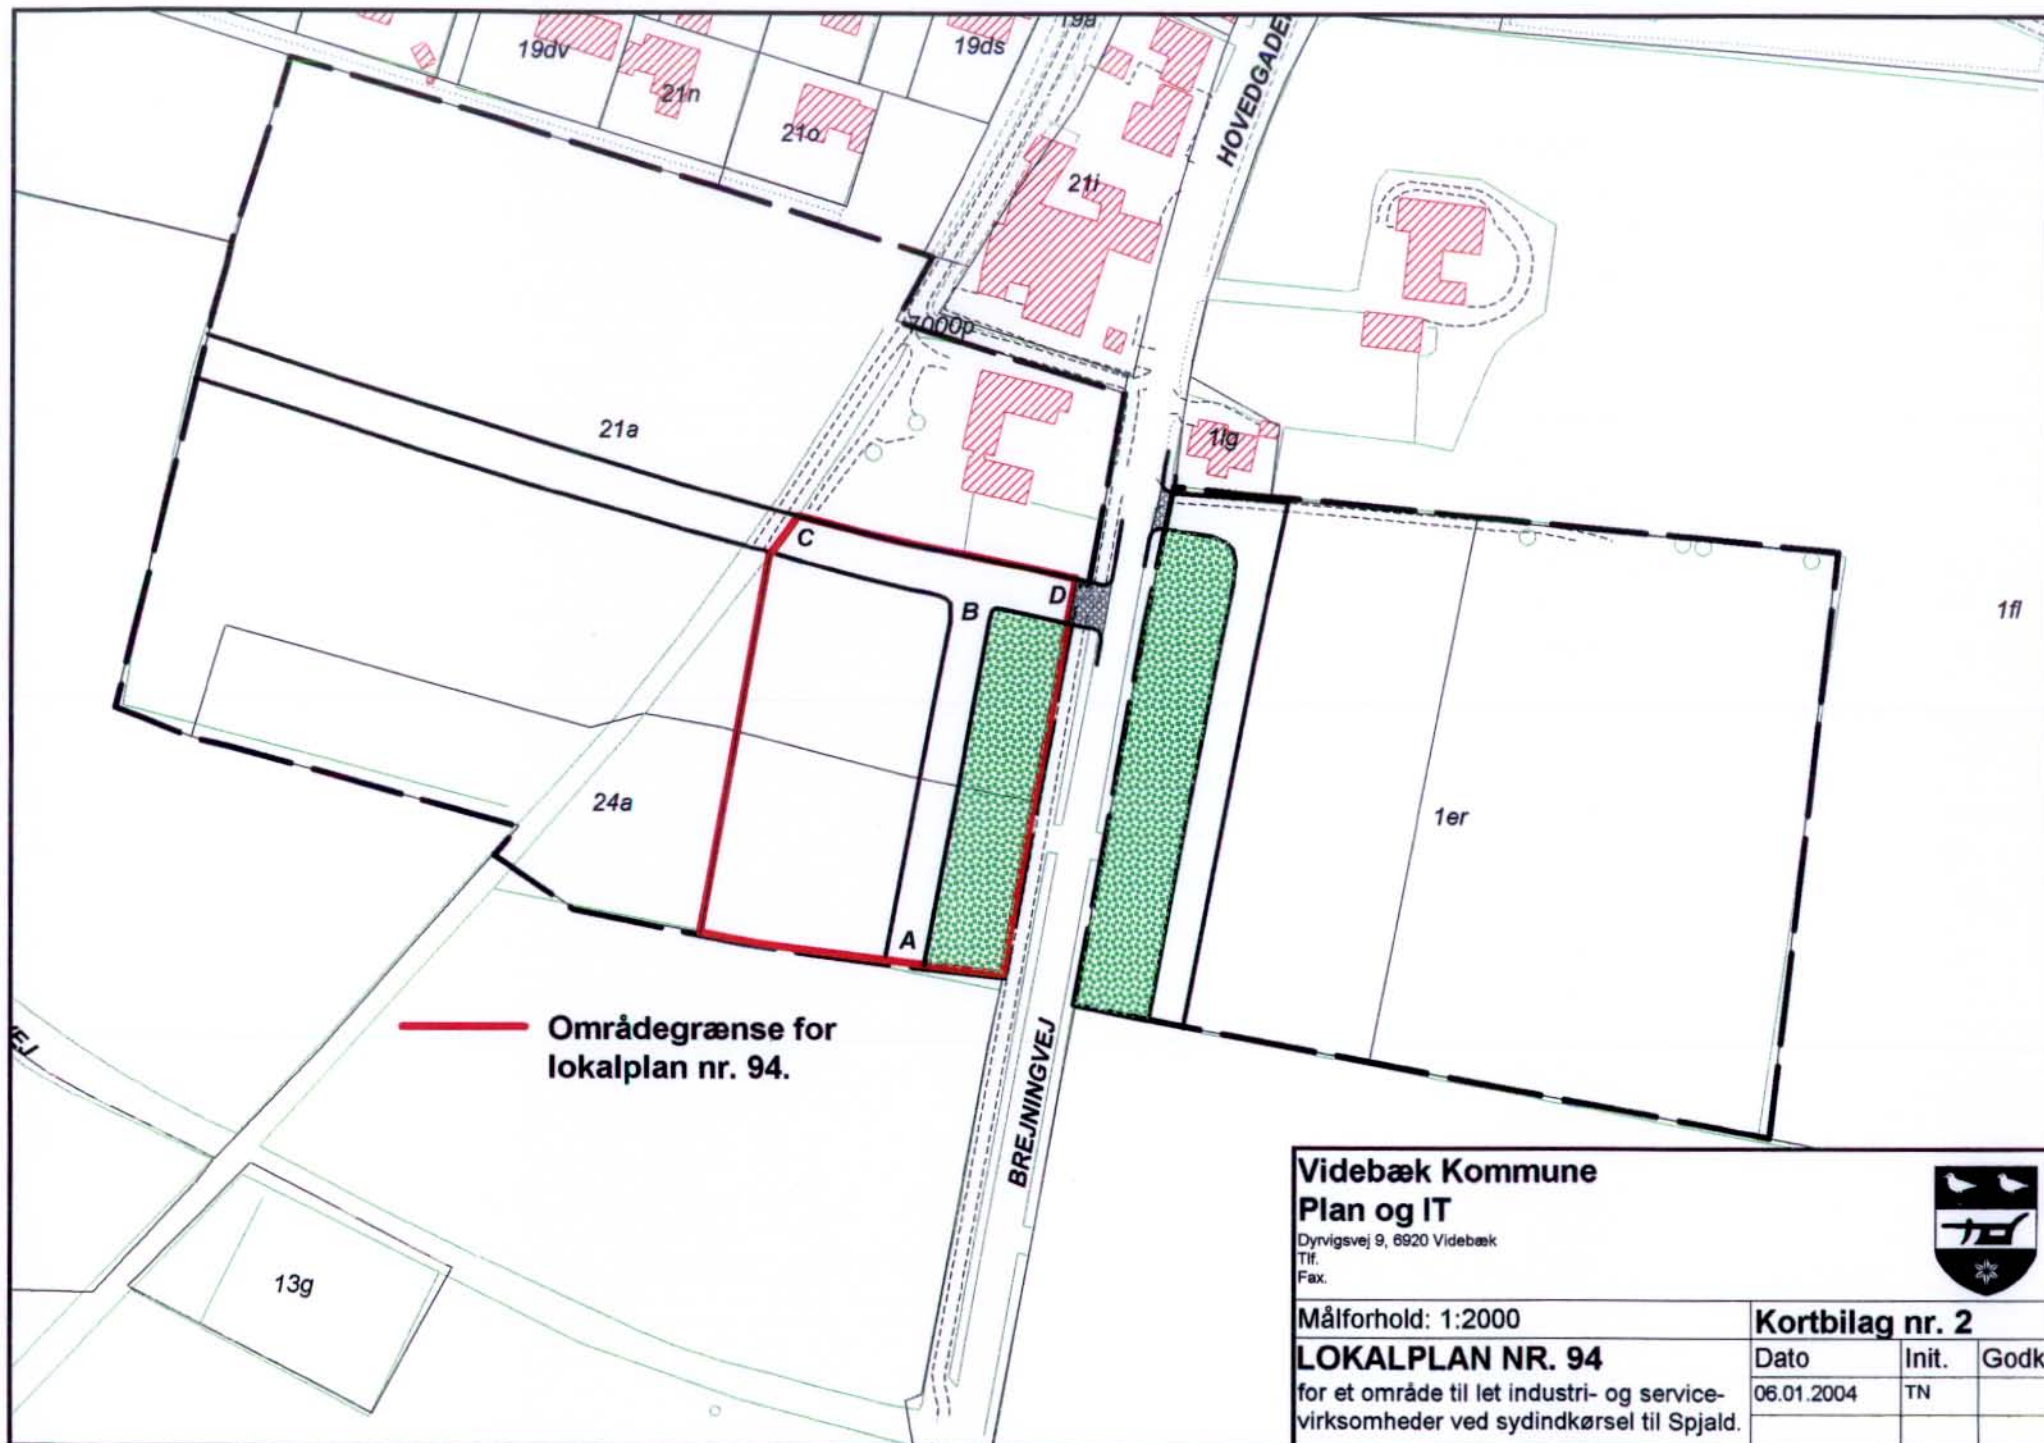 19a
19dv
19ds
HOVEDGADE
21n
21o
21i
7000p
1lg
21a
C
D
B
1fl
24a
1er
A
Områdegrænse for
lokalplan nr. 94.
VEJ
BREJNINGVEJ
13g
Videbæk Kommune
Plan og IT
Dyrvigsvej 9, 6920 Videbæk
Tlf.
Fax.
Målforhold: 1:2000
Kortbilag nr. 2
LOKALPLAN NR. 94
for et område til let industri- og service-
virksomheder ved sydindkørsel til Spjald.
Dato Init. Godk
06.01.2004 TN